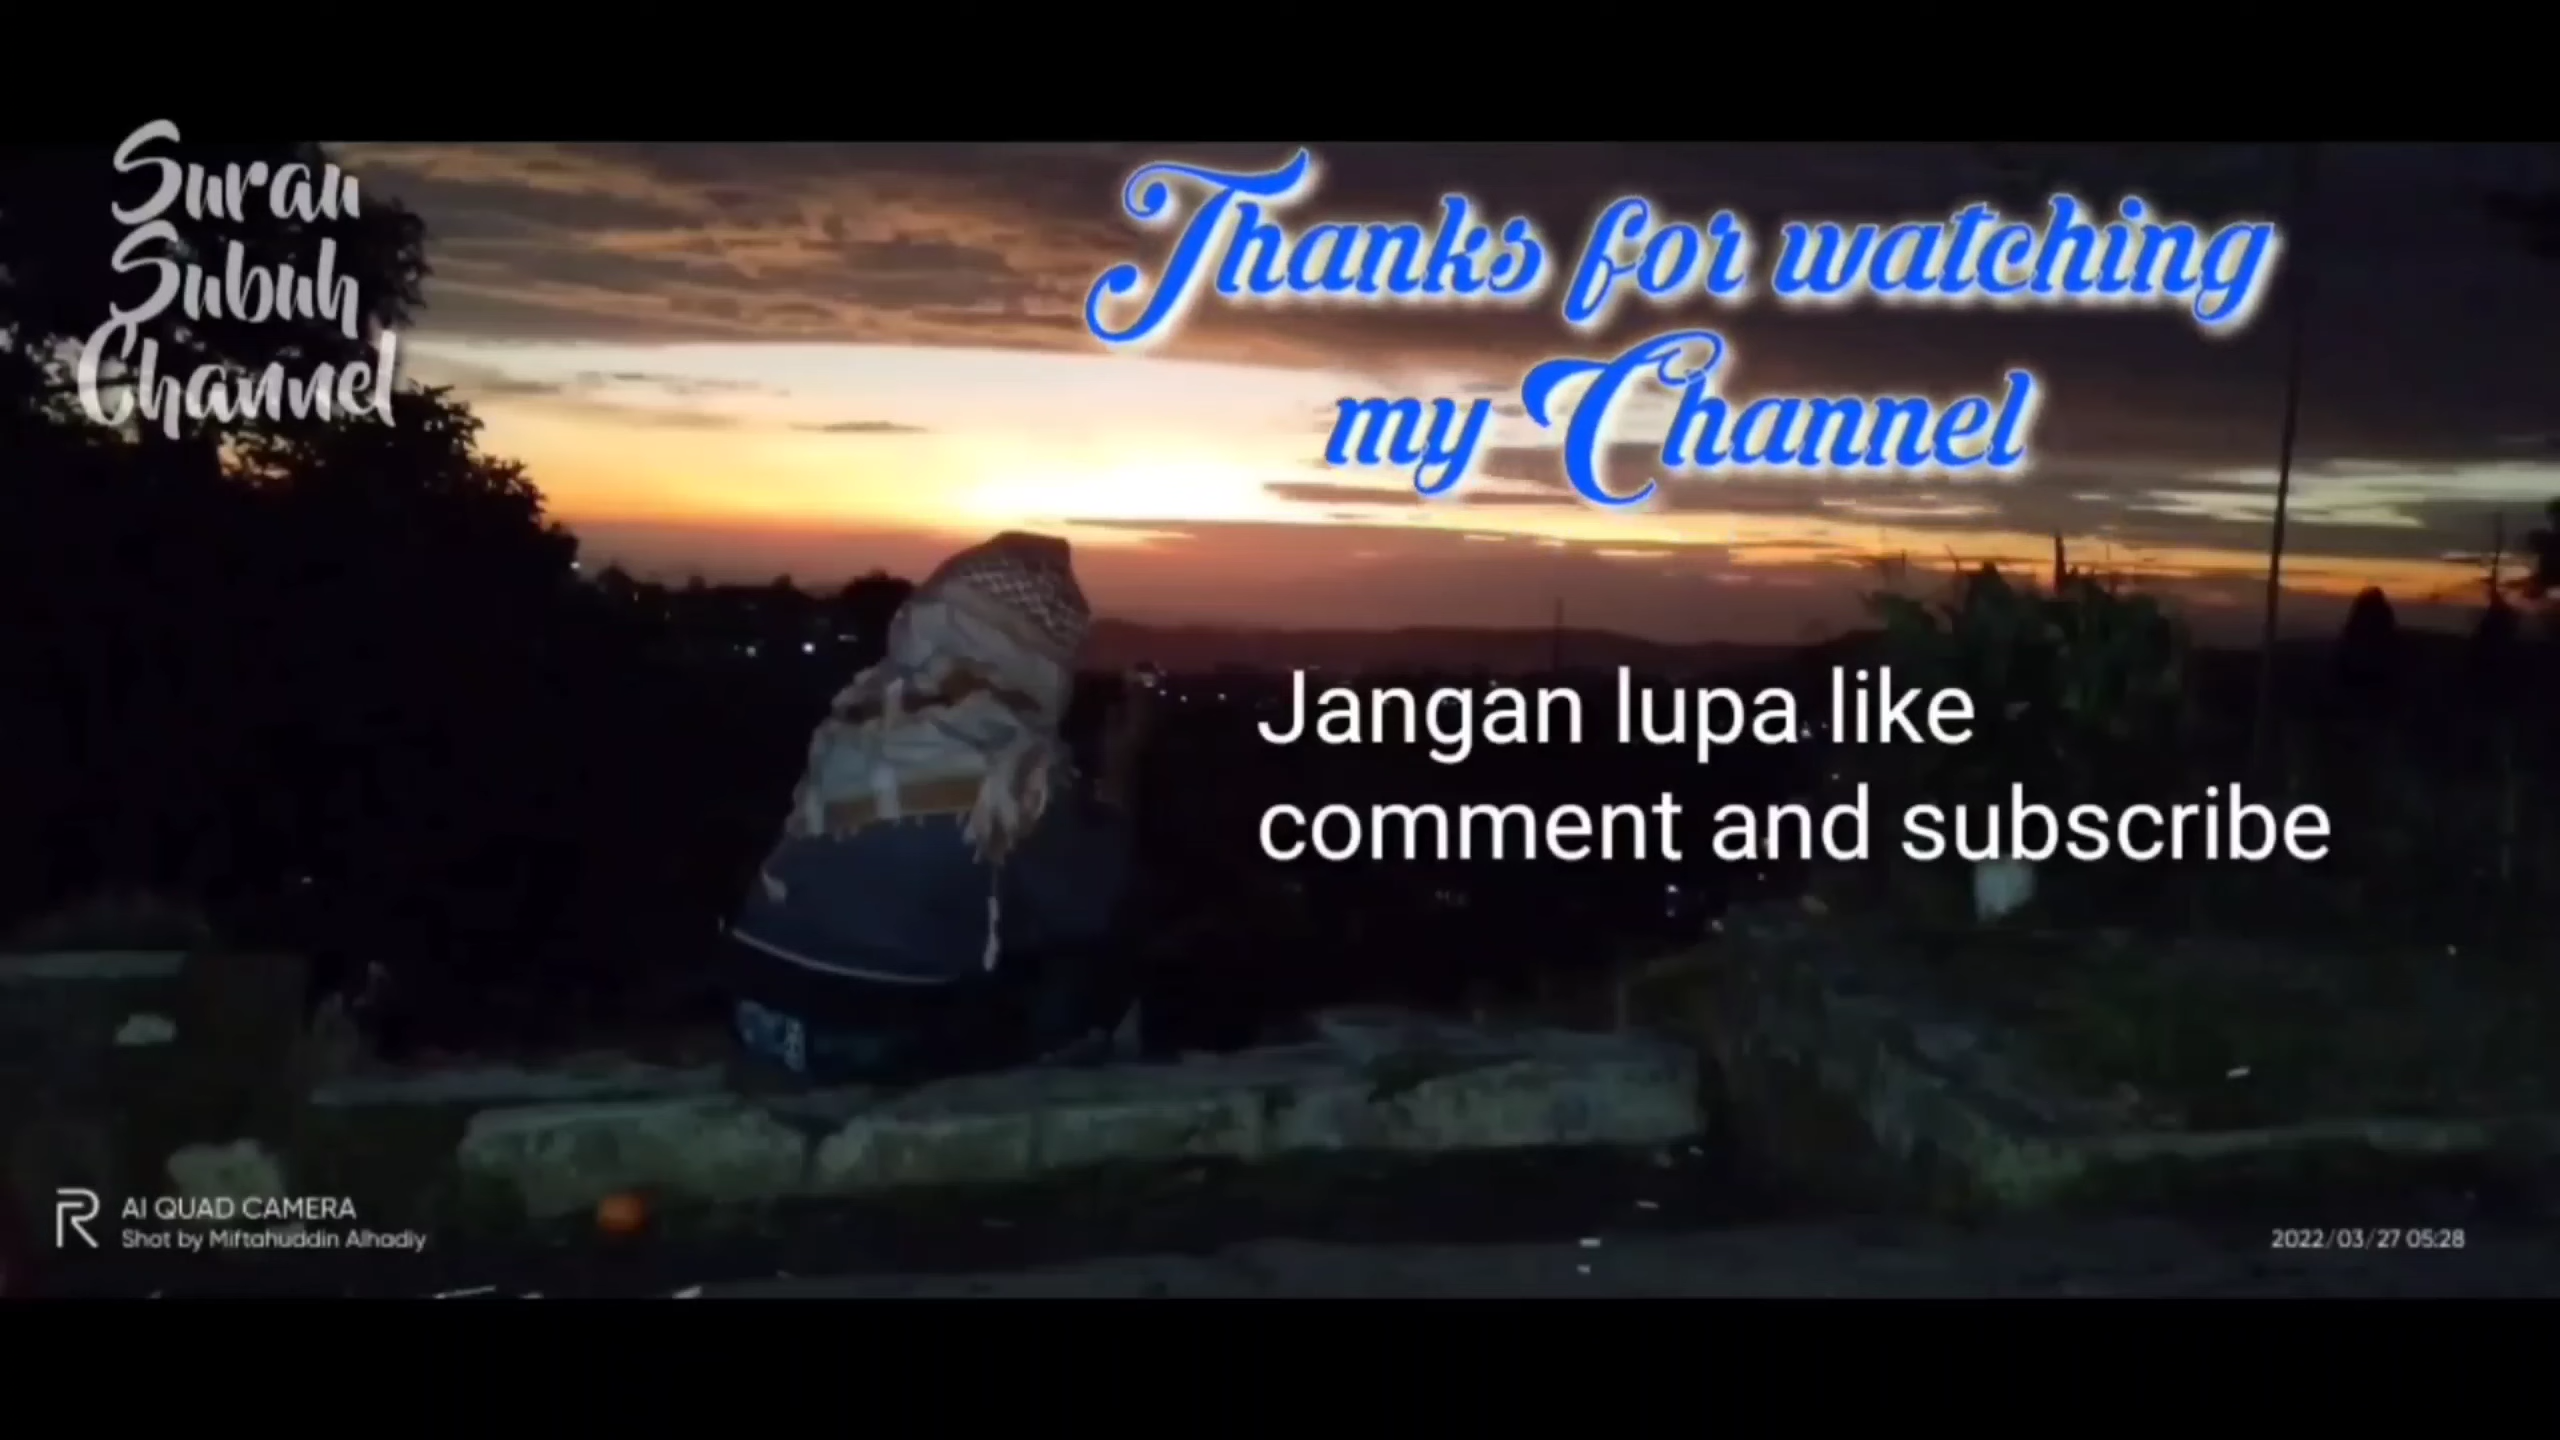 Surau
Subuh
Channel
Thanks for watching
my Channel
Jangan lupa like
comment and subscribe
AI QUAD CAMERA
Shot by Miftahuddin Alhadiy
2022/03/27 05:28